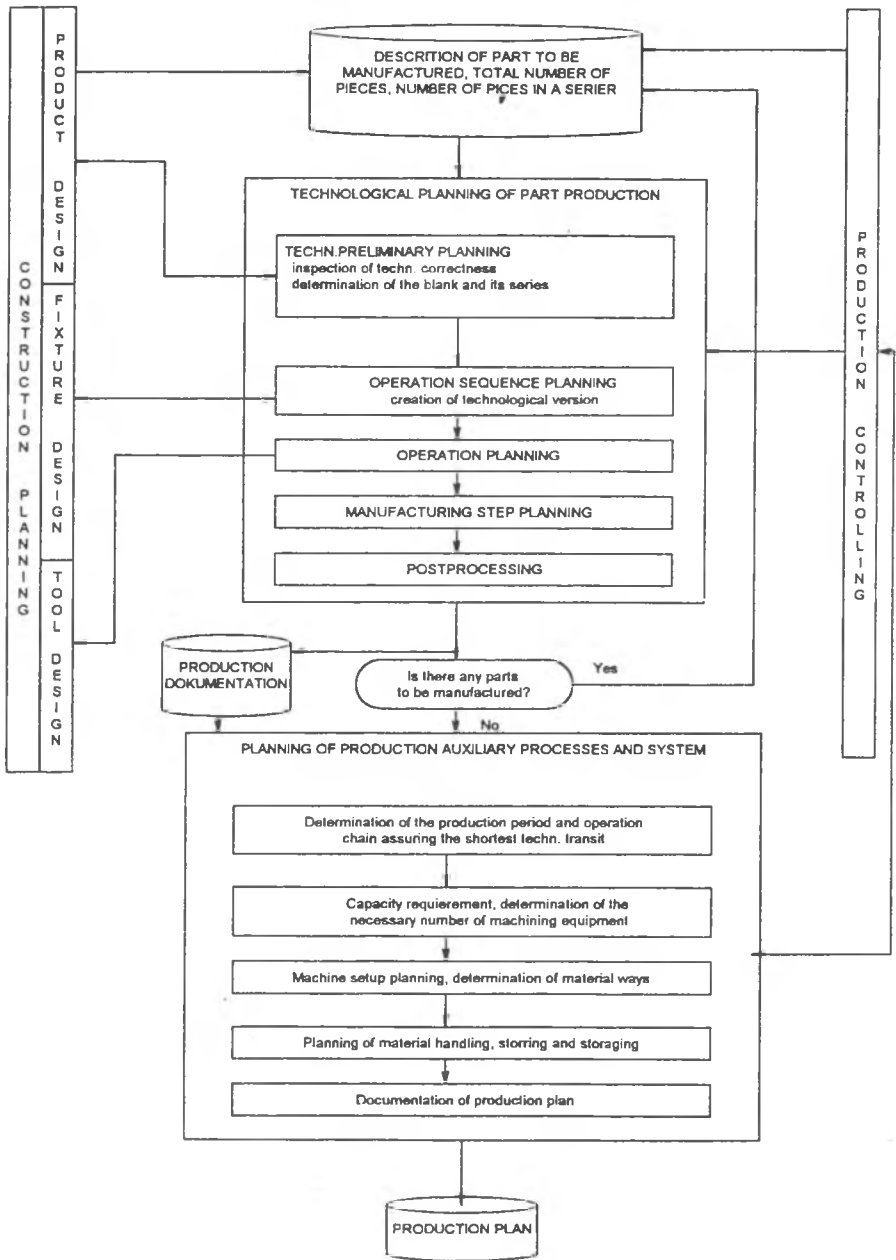 DESCRITION OF PART TO BE
MANUFACTURED, TOTAL NUMBER OF
PIECES, NUMBER OF PICES IN A SERIER
TECHNOLOGICAL PLANNING OF PART PRODUCTION
TECHN.PRELIMINARY PLANNING
inspection of techn. correctness
determination of the blank and its series
OPERATION SEQUENCE PLANNING
creation of technological version
OPERATION PLANNING
MANUFACTURING STEP PLANNING
POSTPROCESSING
CONSTRUCTION PLANNING
PRODUCT DESIGN
FIXTURE DESIGN
TOOL DESIGN
PRODUCTION CONTROLLING
PRODUCTION
DOKUMENTATION
Is there any parts
to be manufactured?
Yes
No
PLANNING OF PRODUCTION AUXILIARY PROCESSES AND SYSTEM
Determination of the production period and operation
chain assuring the shortest techn. transit
Capacity requierement, determination of the
necessary number of machining equipment
Machine setup planning, determination of material ways
Planning of material handling, storring and storaging
Documentation of production plan
PRODUCTION PLAN